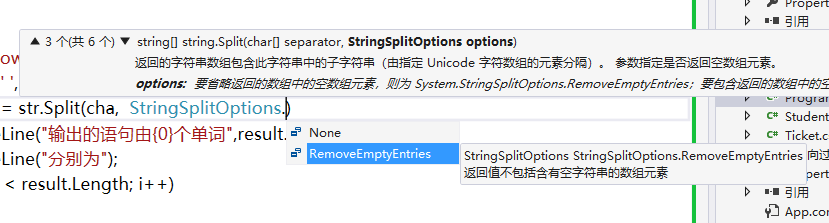 ▲ 3 个(共 6 个) ▼ string[] string.Split(char[] separator, StringSplitOptions options)
返回的字符串数组包含此字符串中的子字符串（由指定 Unicode 字符数组的元素分隔）。 参数指定是否返回空数组元素。
options: 要省略返回的数组中的空数组元素，则为 System.StringSplitOptions.RemoveEmptyEntries；要包含返回的数组中的空
= str.Split(cha, StringSplitOptions.)
Line("输出的语句由{0}个单词",result.
Line("分别为");
< result.Length; i++)
None
RemoveEmptyEntries
StringSplitOptions StringSplitOptions.RemoveEmptyEntries
返回值不包括含有空字符串的数组元素
Propert
引用
App.co
Progra
Student
Ticket.c
向过
Propert
引用
App.con